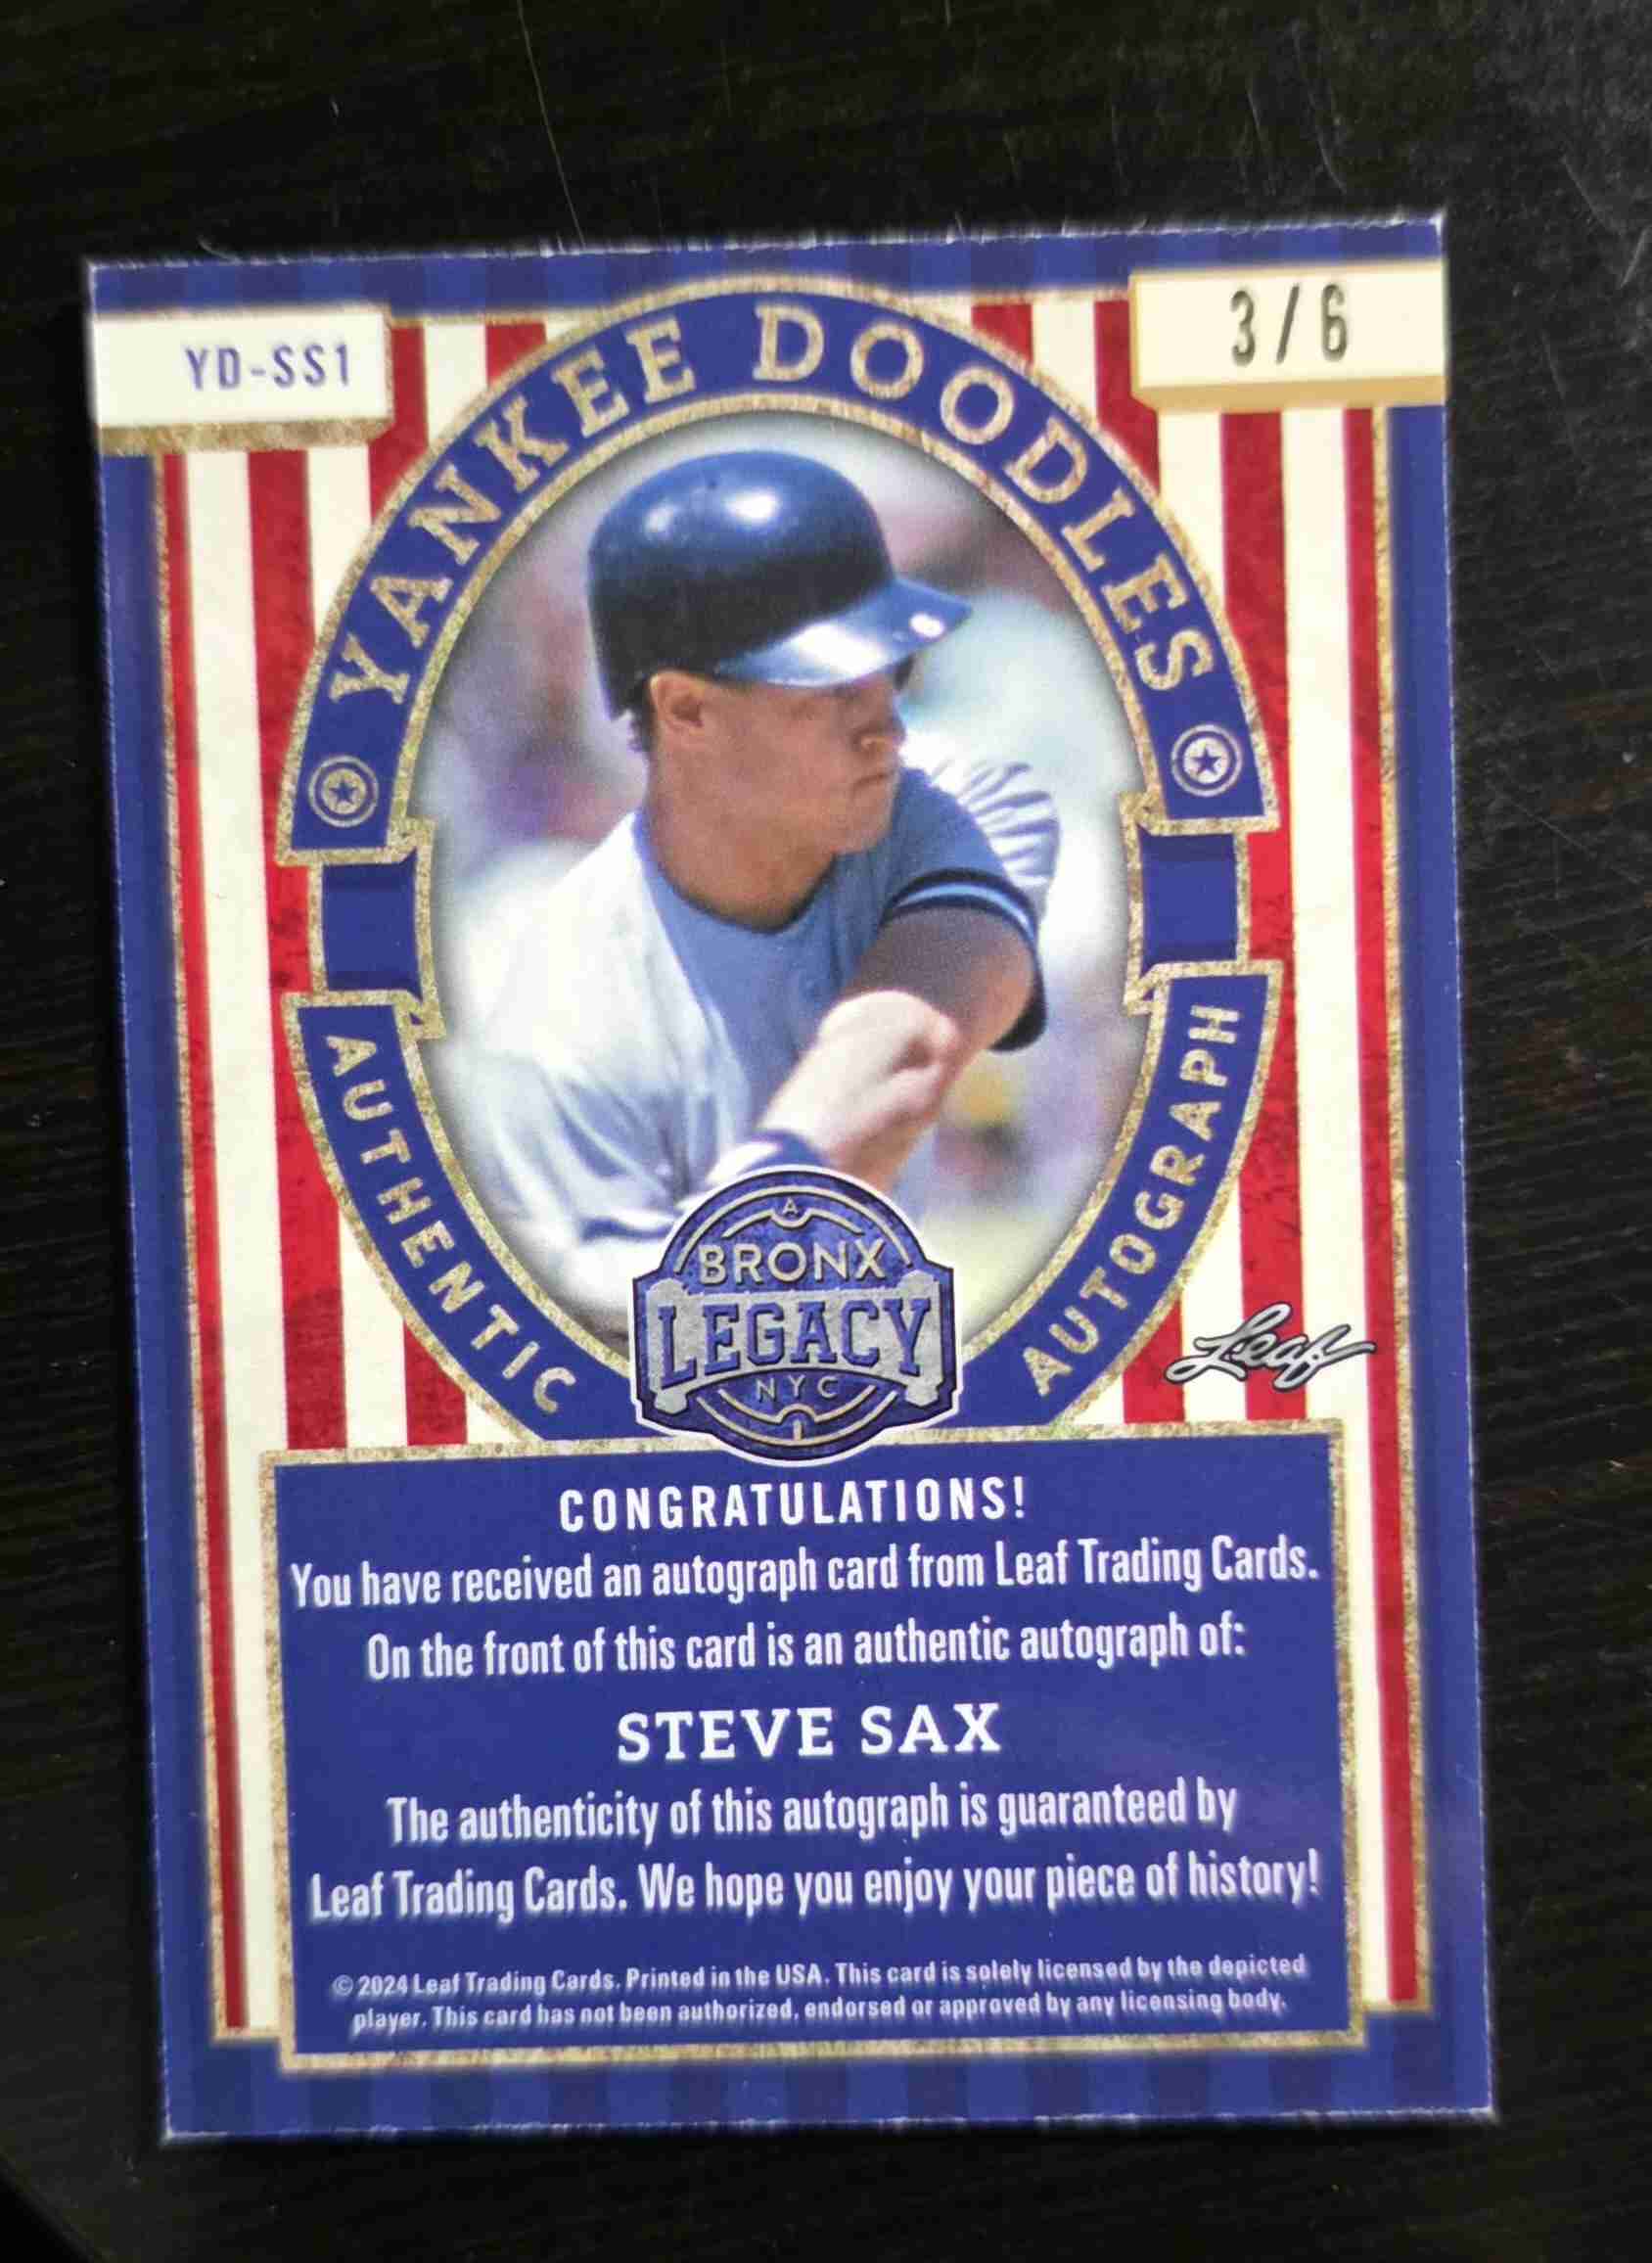 YD-SS1
3/6
YANKEE DOODLES
AUTHENTIC
AUTOGRAPH
A
BRONX
LEGACY
NYC
Leaf
CONGRATULATIONS!
You have received an autograph card from Leaf Trading Cards.
On the front of this card is an authentic autograph of:
STEVE SAX
The authenticity of this autograph is guaranteed by
Leaf Trading Cards. We hope you enjoy your piece of history!
© 2024 Leaf Trading Cards. Printed in the USA. This card is solely licensed by the depicted
player. This card has not been authorized, endorsed or approved by any licensing body.